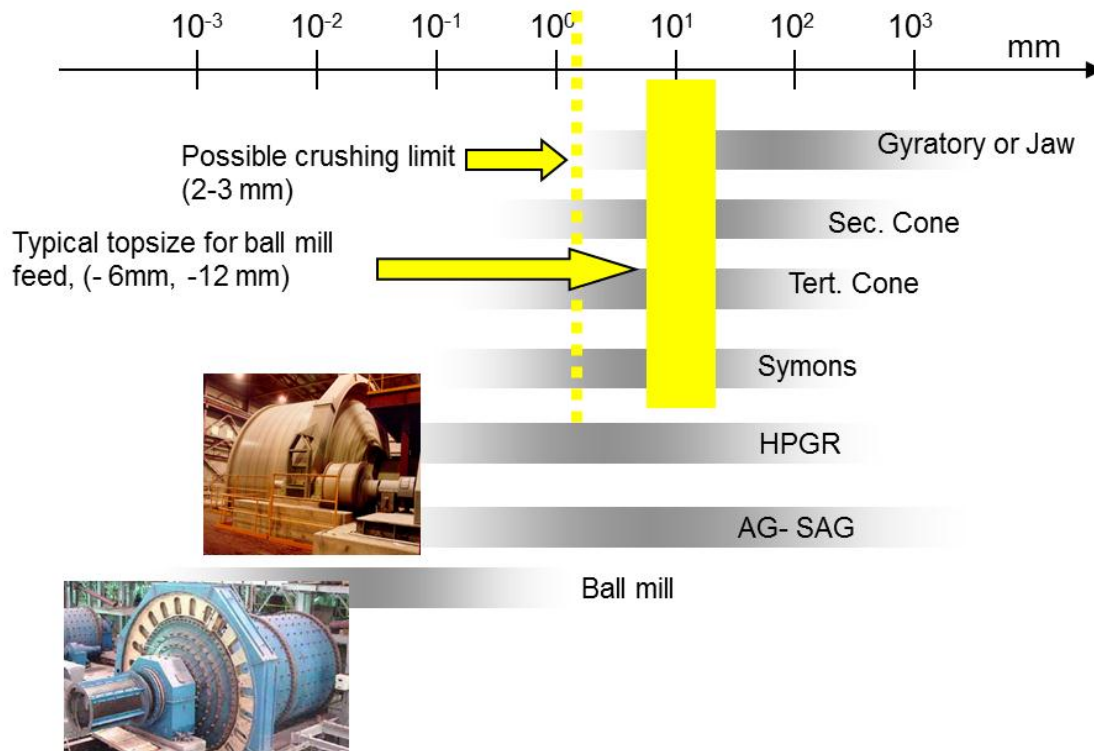 10⁻³ 10⁻² 10⁻¹ 10⁰ 10¹ 10² 10³
mm
Gyratory or Jaw
Possible crushing limit
(2-3 mm)
Sec. Cone
Typical topsize for ball mill
feed, (- 6mm, -12 mm)
Tert. Cone
Symons
HPGR
AG- SAG
Ball mill